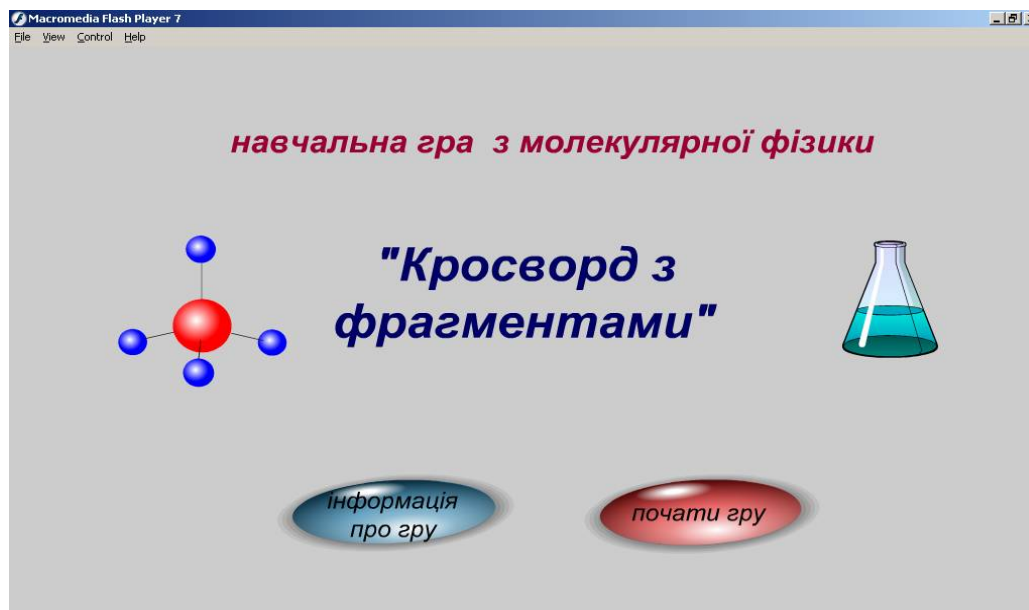 Macromedia Flash Player 7
File View Control Help
навчальна гра з молекулярної фізики
"Кросворд з
фрагментами"
інформація
про гру
почати гру